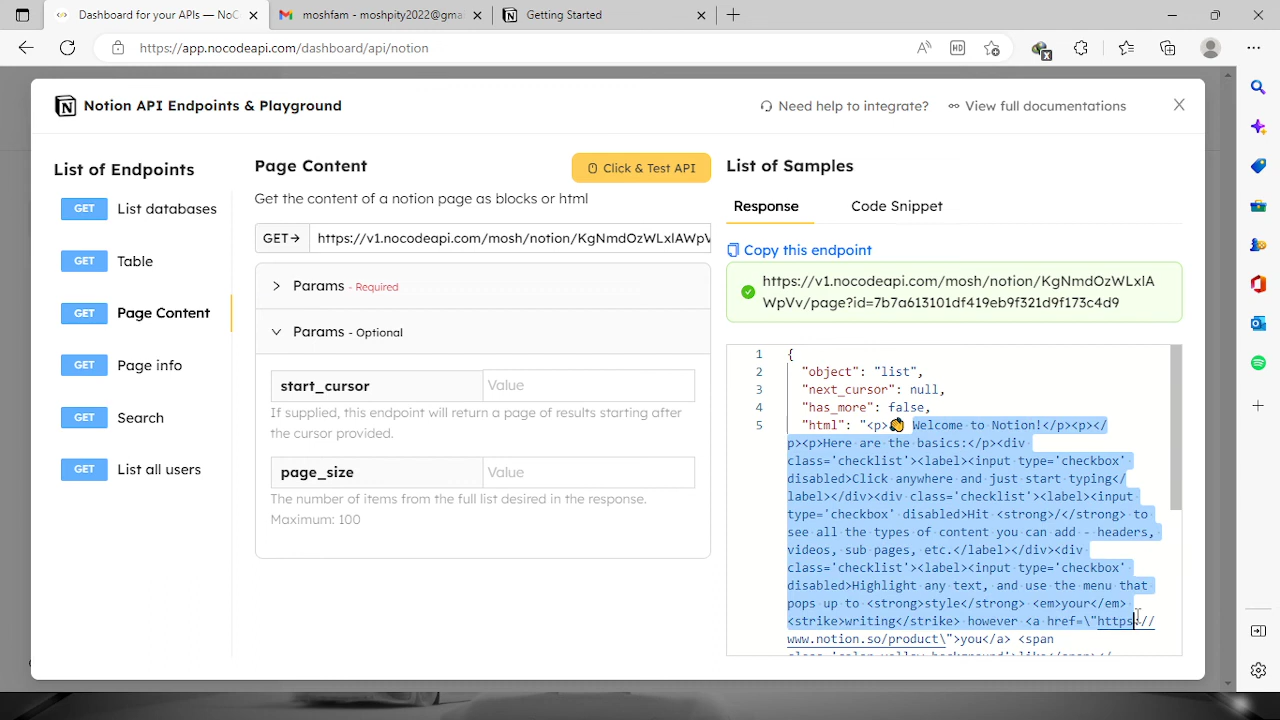 Dashboard for your APIs — NoC
moshfam - moshpity2022@gma
Getting Started
https://app.nocodeapi.com/dashboard/api/notion
Notion API Endpoints & Playground
Need help to integrate?
View full documentations
List of Endpoints
GET List databases
GET Table
GET Page Content
GET Page info
GET Search
GET List all users
Page Content
Click & Test API
Get the content of a notion page as blocks or html
GET→ https://v1.nocodeapi.com/mosh/notion/KgNmdOzWLxlAWpV
Params - Required
Params - Optional
start_cursor Value
If supplied, this endpoint will return a page of results starting after
the cursor provided.
page_size Value
The number of items from the full list desired in the response.
Maximum: 100
List of Samples
Response Code Snippet
Copy this endpoint
https://v1.nocodeapi.com/mosh/notion/KgNmdOzWLxlA
WpVv/page?id=7b7a613101df419eb9f321d9f173c4d9
1 {
2 "object": "list",
3 "next_cursor": null,
4 "has_more": false,
5 "html": "<p>👋 Welcome to Notion!</p><p></
p><p>Here are the basics:</p><div
class='checklist'><label><input type='checkbox'
disabled>Click anywhere and just start typing</
label></div><div class='checklist'><label><input
type='checkbox' disabled>Hit <strong>/</strong> to
see all the types of content you can add - headers,
videos, sub pages, etc.</label></div><div
class='checklist'><label><input type='checkbox'
disabled>Highlight any text, and use the menu that
pops up to <strong>style</strong> <em>your</em>
<strike>writing</strike> however <a href=\"https://
www.notion.so/product\">you</a> <span
class='color-yellow-background'>like</span></